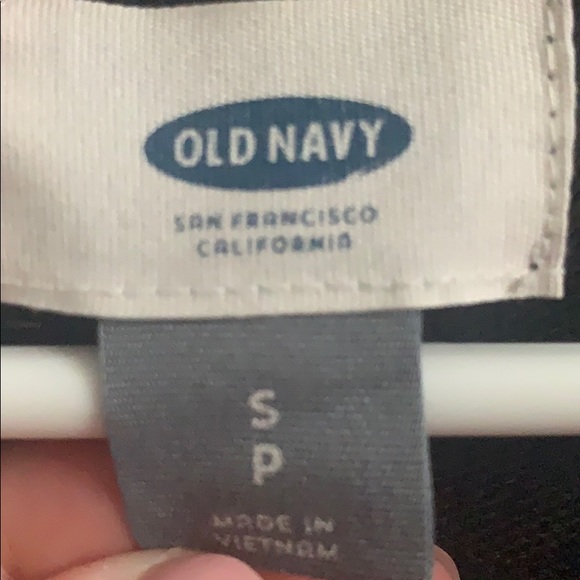 OLD NAVY
SAN FRANCISCO
CALIFORNIA
S
P
MADE IN
VIETNAM